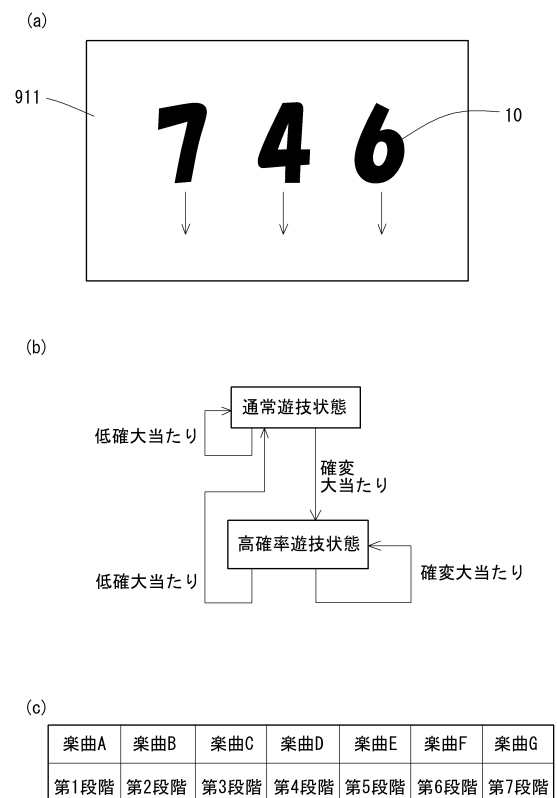 (a)
911
7 4 6
10
(b)
通常遊技状態
低確大当たり
確変
大当たり
高確率遊技状態
低確大当たり
確変大当たり
(c)
楽曲A 楽曲B 楽曲C 楽曲D 楽曲E 楽曲F 楽曲G
第1段階 第2段階 第3段階 第4段階 第5段階 第6段階 第7段階